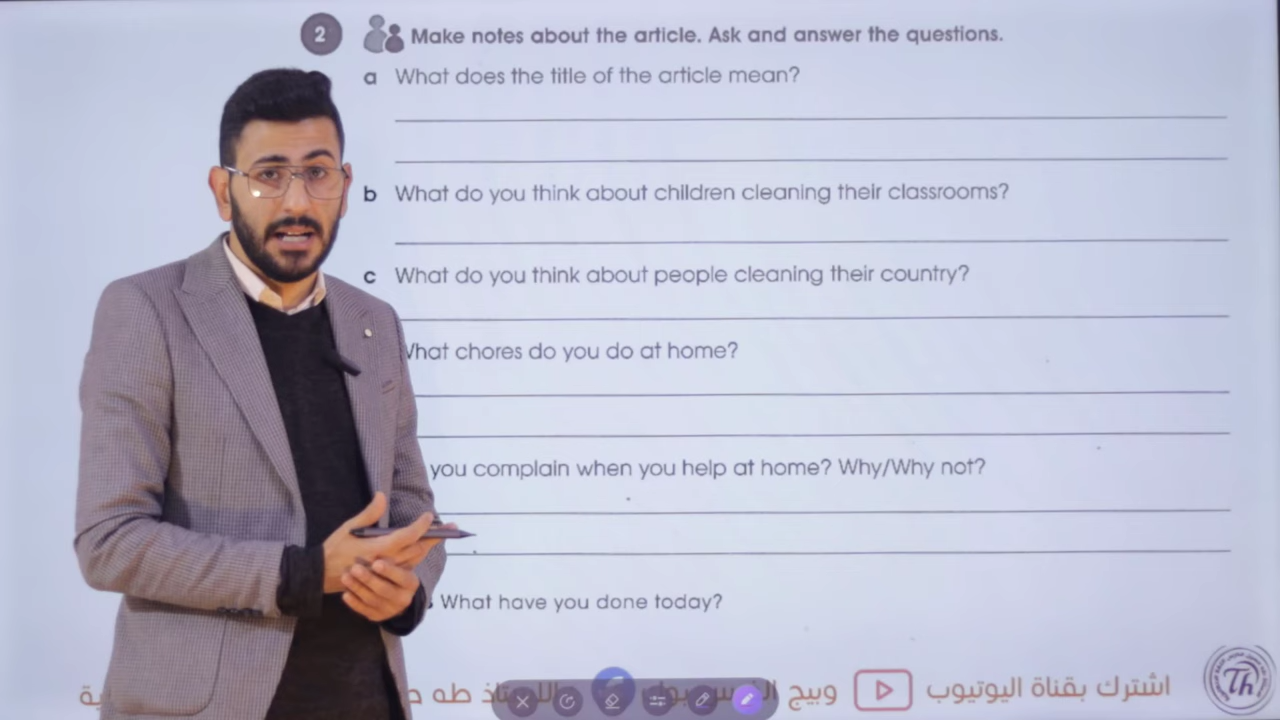 2 Make notes about the article. Ask and answer the questions.
a What does the title of the article mean?
b What do you think about children cleaning their classrooms?
c What do you think about people cleaning their country?
What chores do you do at home?
you complain when you help at home? Why/Why not?
What have you done today?
اشترك بقناة اليوتيوب وبيج طه
Th